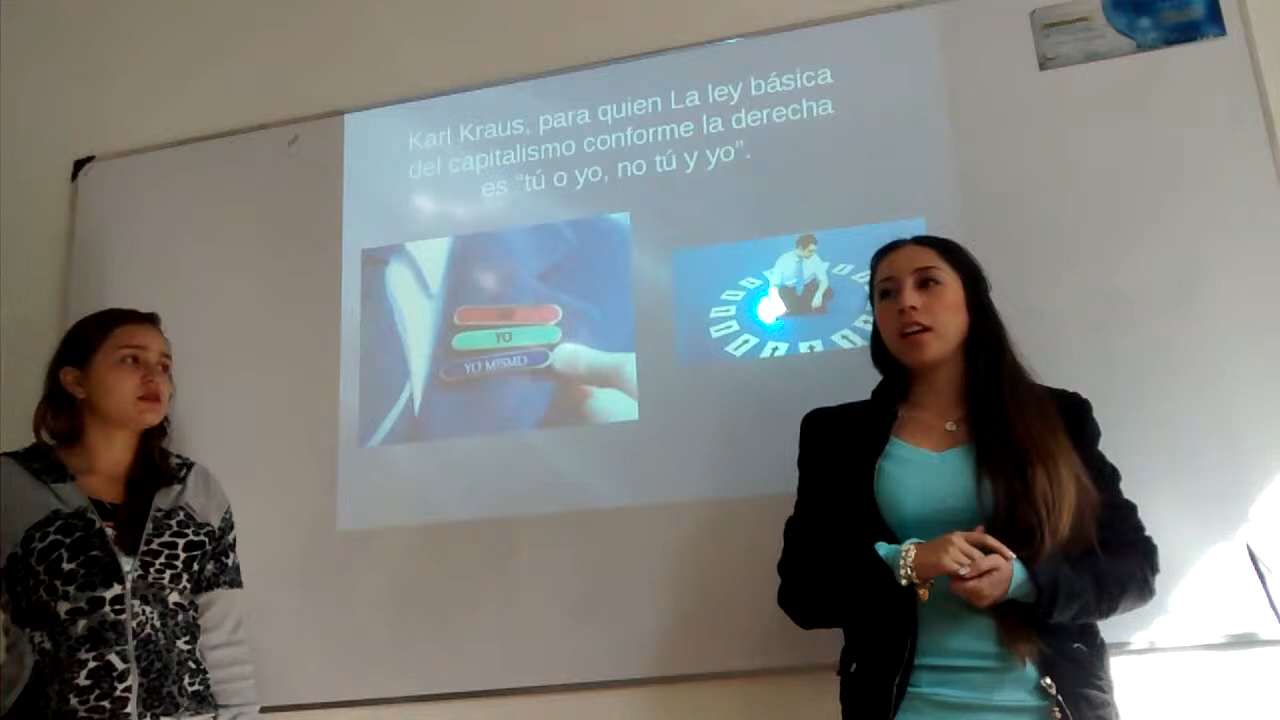 Karl Kraus, para quien La ley básica
del capitalismo conforme la derecha
es “tú o yo, no tú y yo”.
YO
YO MISMO